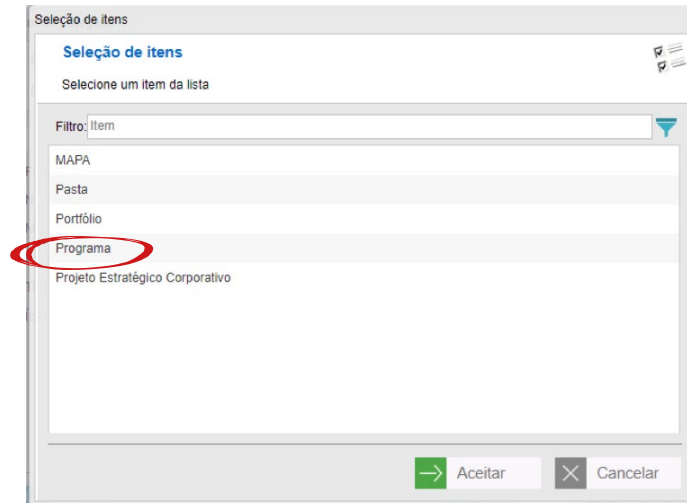 Seleção de itens
Seleção de itens
Selecione um item da lista
Filtro: Item
MAPA
Pasta
Portfólio
Programa
Projeto Estratégico Corporativo
Aceitar
Cancelar